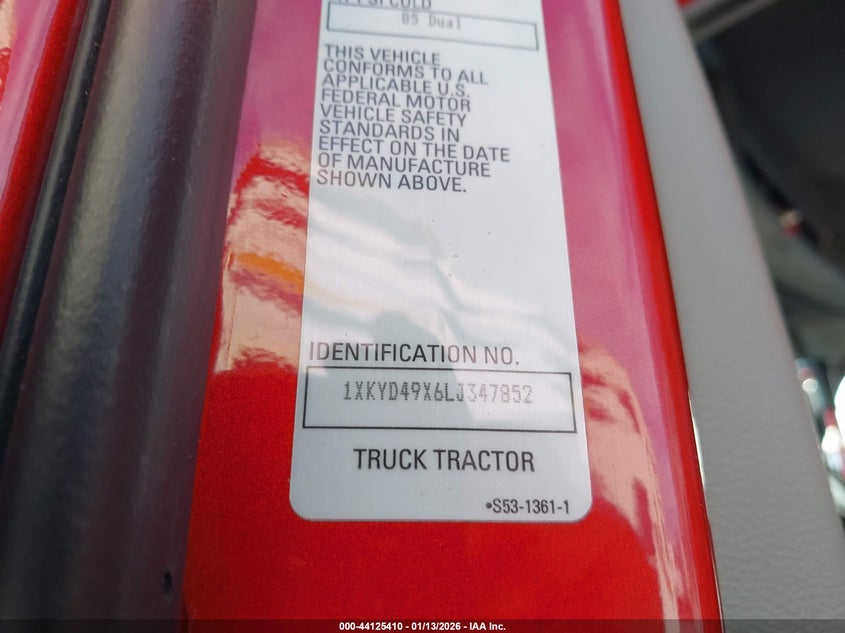 85 Dual
THIS VEHICLE
CONFORMS TO ALL
APPLICABLE U.S.
FEDERAL MOTOR
VEHICLE SAFETY
STANDARDS IN
EFFECT ON THE DATE
OF MANUFACTURE
SHOWN ABOVE.
IDENTIFICATION NO.
1XKYD49X6LJ347852
TRUCK TRACTOR
•S53-1361-1
000-44125410 - 01/13/2026 - IAA Inc.